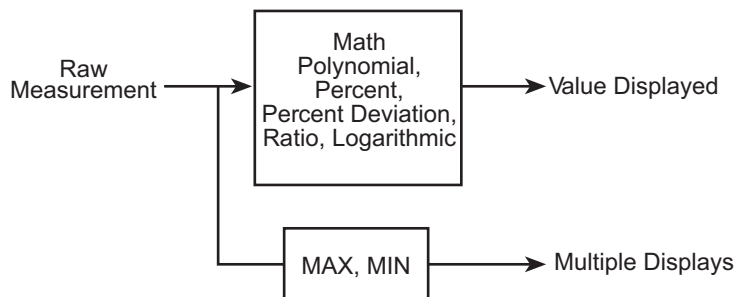 Raw
Measurement
Math
Polynomial,
Percent,
Percent Deviation,
Ratio, Logarithmic
Value Displayed
MAX, MIN
Multiple Displays